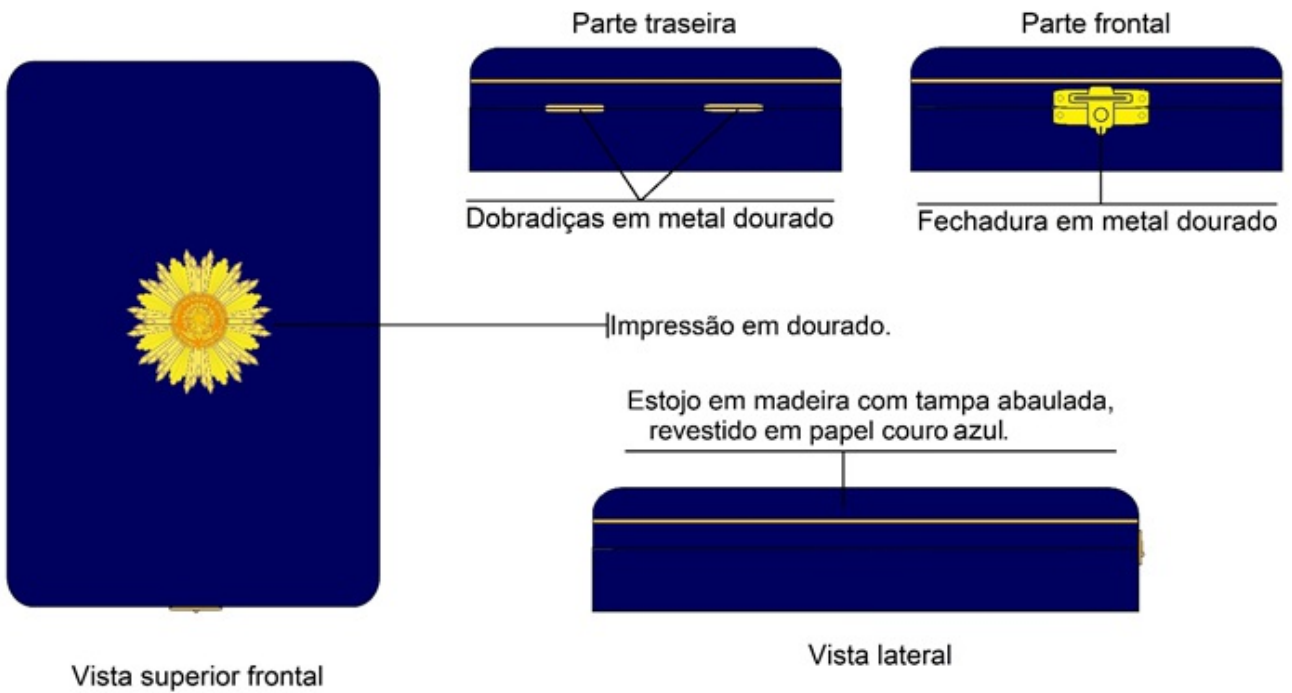 Parte traseira
Parte frontal
Dobradiças em metal dourado
Fechadura em metal dourado
Impressão em dourado.
Estojo em madeira com tampa abaulada,
revestido em papel couro azul.
Vista lateral
Vista superior frontal